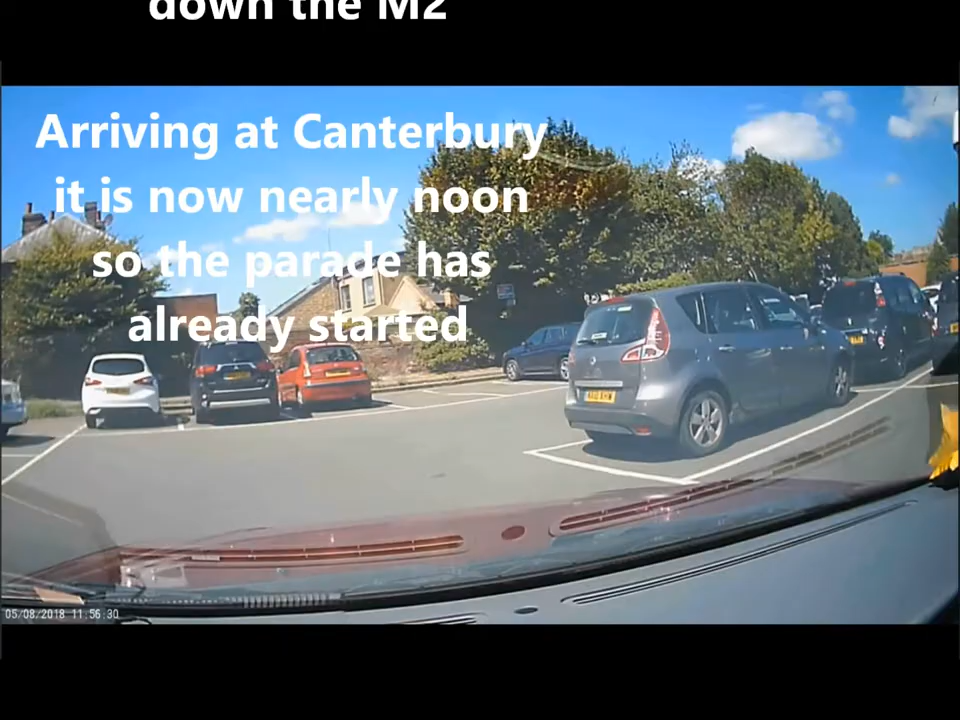 down the M2
Arriving at Canterbury
it is now nearly noon
so the parade has
already started
05/08/2018 11:56:30